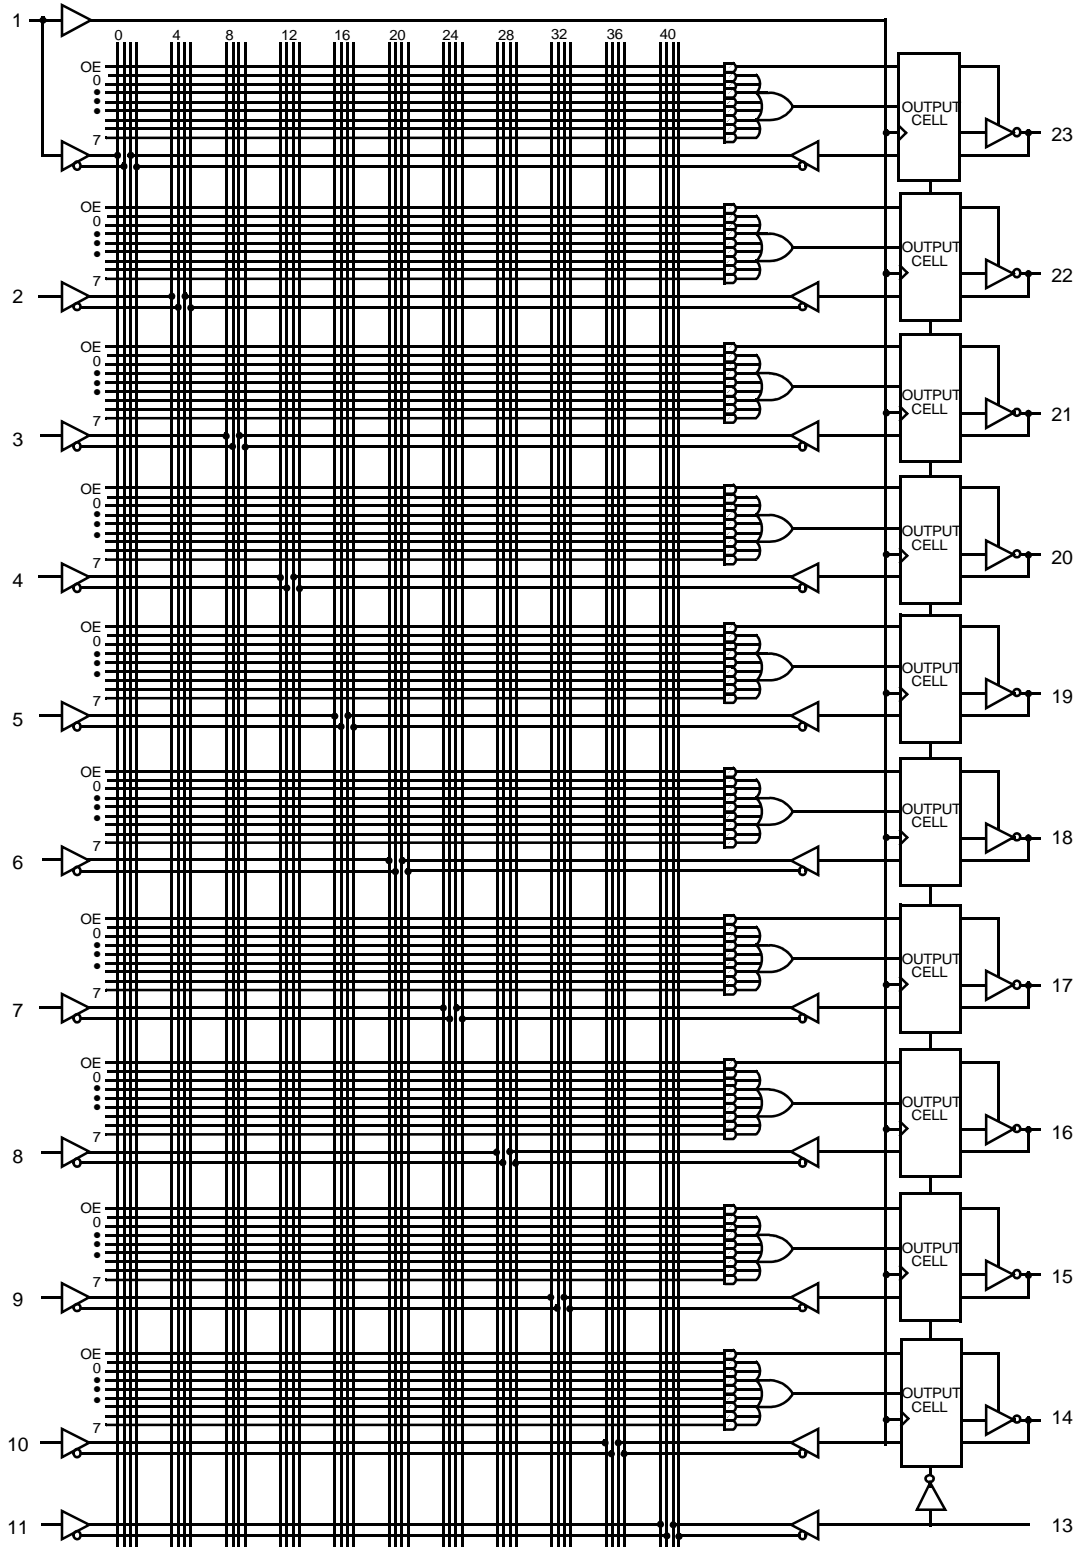 1
0 4 8 12 16 20 24 28 32 36 40
OE
0
7
OUTPUT
CELL
23
OE
0
7
OUTPUT
CELL
2
22
OE
0
7
OUTPUT
CELL
3
21
OE
0
7
OUTPUT
CELL
4
20
OE
0
7
OUTPUT
CELL
5
19
OE
0
7
OUTPUT
CELL
6
18
OE
0
7
OUTPUT
CELL
7
17
OE
0
7
OUTPUT
CELL
8
16
OE
0
7
OUTPUT
CELL
9
15
OE
0
7
OUTPUT
CELL
10
14
11
13